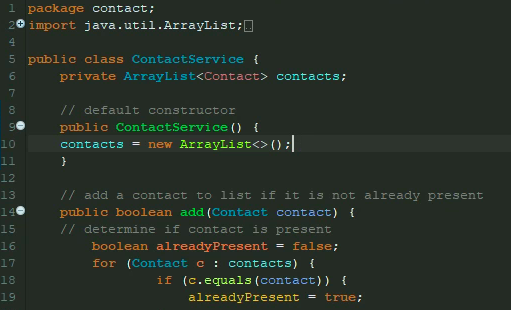 1 package contact;
2 import java.util.ArrayList;
4
5 public class ContactService {
6 private ArrayList<Contact> contacts;
7
8 // default constructor
9 public ContactService() {
10 contacts = new ArrayList<>();
11 }
12
13 // add a contact to list if it is not already present
14 public boolean add(Contact contact) {
15 // determine if contact is present
16 boolean alreadyPresent = false;
17 for (Contact c : contacts) {
18 if (c.equals(contact)) {
19 alreadyPresent = true;